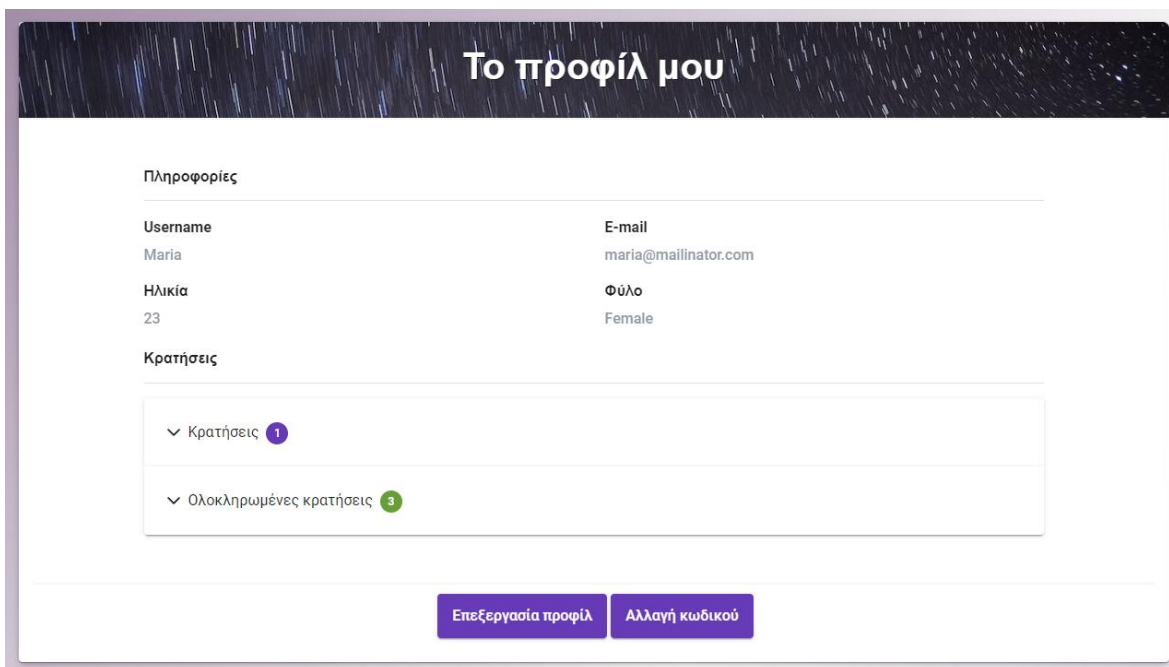 Το προφίλ μου
Πληροφορίες
Username
E-mail
Maria
maria@mailinator.com
Ηλικία
Φύλο
23
Female
Κρατήσεις
Κρατήσεις 1
Ολοκληρωμένες κρατήσεις 3
Επεξεργασία προφίλ
Αλλαγή κωδικού